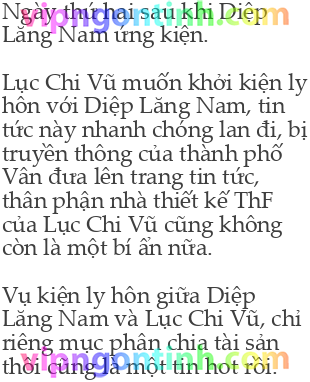 Ngày thứ hai sau khi Diệp
Lăng Nam ứng kiện.
vipngontinh.com
Lục Chi Vũ muốn khởi kiện ly
hôn với Diệp Lăng Nam, tin
tức này nhanh chóng lan đi, bị
truyền thông của thành phố
Vân đưa lên trang tin tức,
thân phận nhà thiết kế ThF
của Lục Chi Vũ cũng không
còn là một bí ẩn nữa.
Vụ kiện ly hôn giữa Diệp
Lăng Nam và Lục Chi Vũ, chỉ
riêng mục phân chia tài sản
thôi cũng là một tin hot rồi.
vipngontinh.com